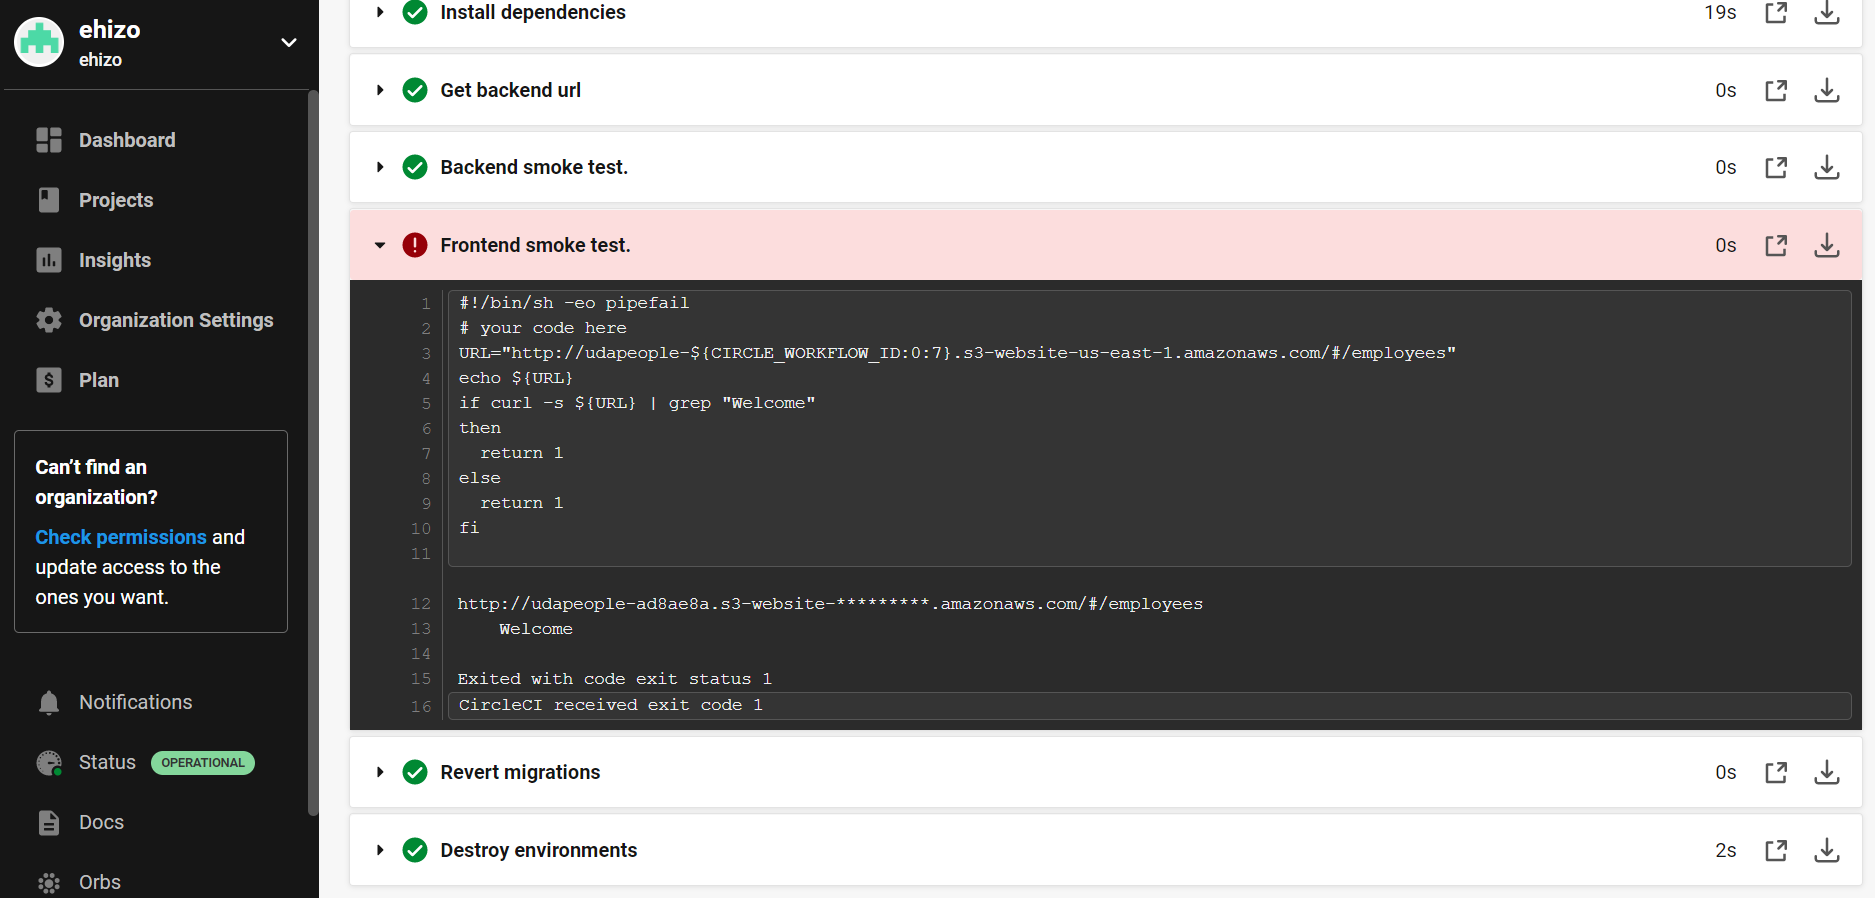 ehizo
ehizo
Dashboard
Projects
Insights
Organization Settings
Plan
Can't find an
organization?
Check permissions and
update access to the
ones you want.
Notifications
Status OPERATIONAL
Docs
Orbs
Install dependencies 19s
Get backend url 0s
Backend smoke test. 0s
Frontend smoke test. 0s
1 #!/bin/sh -eo pipefail
2 # your code here
3 URL="http://udapeople-${CIRCLE_WORKFLOW_ID:0:7}.s3-website-us-east-1.amazonaws.com/#/employees"
4 echo ${URL}
5 if curl -s ${URL} | grep "Welcome"
6 then
7 return 1
8 else
9 return 1
10 fi
11
12 http://udapeople-ad8ae8a.s3-website-*********.amazonaws.com/#/employees
13 Welcome
14
15 Exited with code exit status 1
16 CircleCI received exit code 1
Revert migrations 0s
Destroy environments 2s